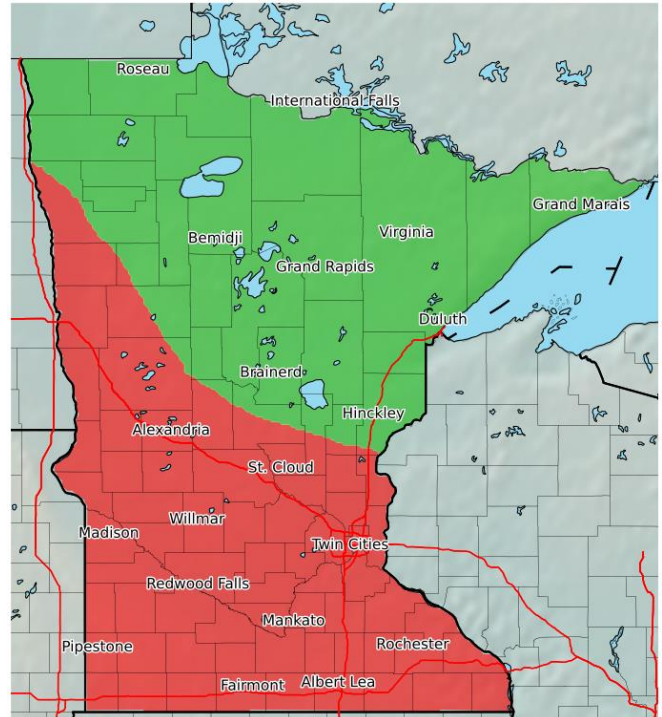 Roseau
International Falls
Grand Marais
Bemidji
Virginia
Grand Rapids
Duluth
Brainerd
Hinckley
Alexandria
St. Cloud
Willmar
Madison
Twin Cities
Redwood Falls
Mankato
Pipestone
Rochester
Fairmont
Albert Lea